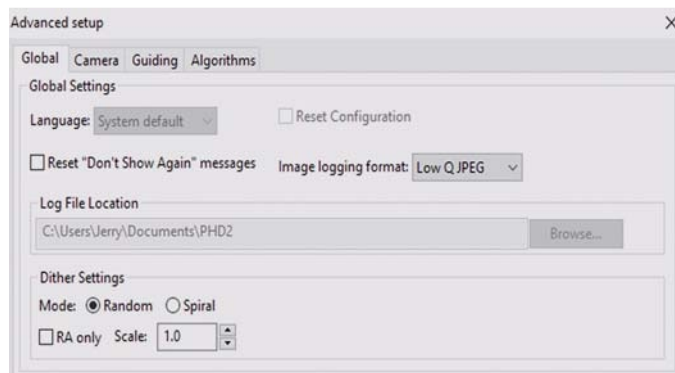 Advanced setup
Global Camera Guiding Algorithms
Global Settings
Language: System default Reset Configuration
Reset "Don't Show Again" messages Image logging format: Low Q JPEG
Log File Location
C:\Users\Jerry\Documents\PHD2 Browse...
Dither Settings
Mode: Random Spiral
RA only Scale: 1.0